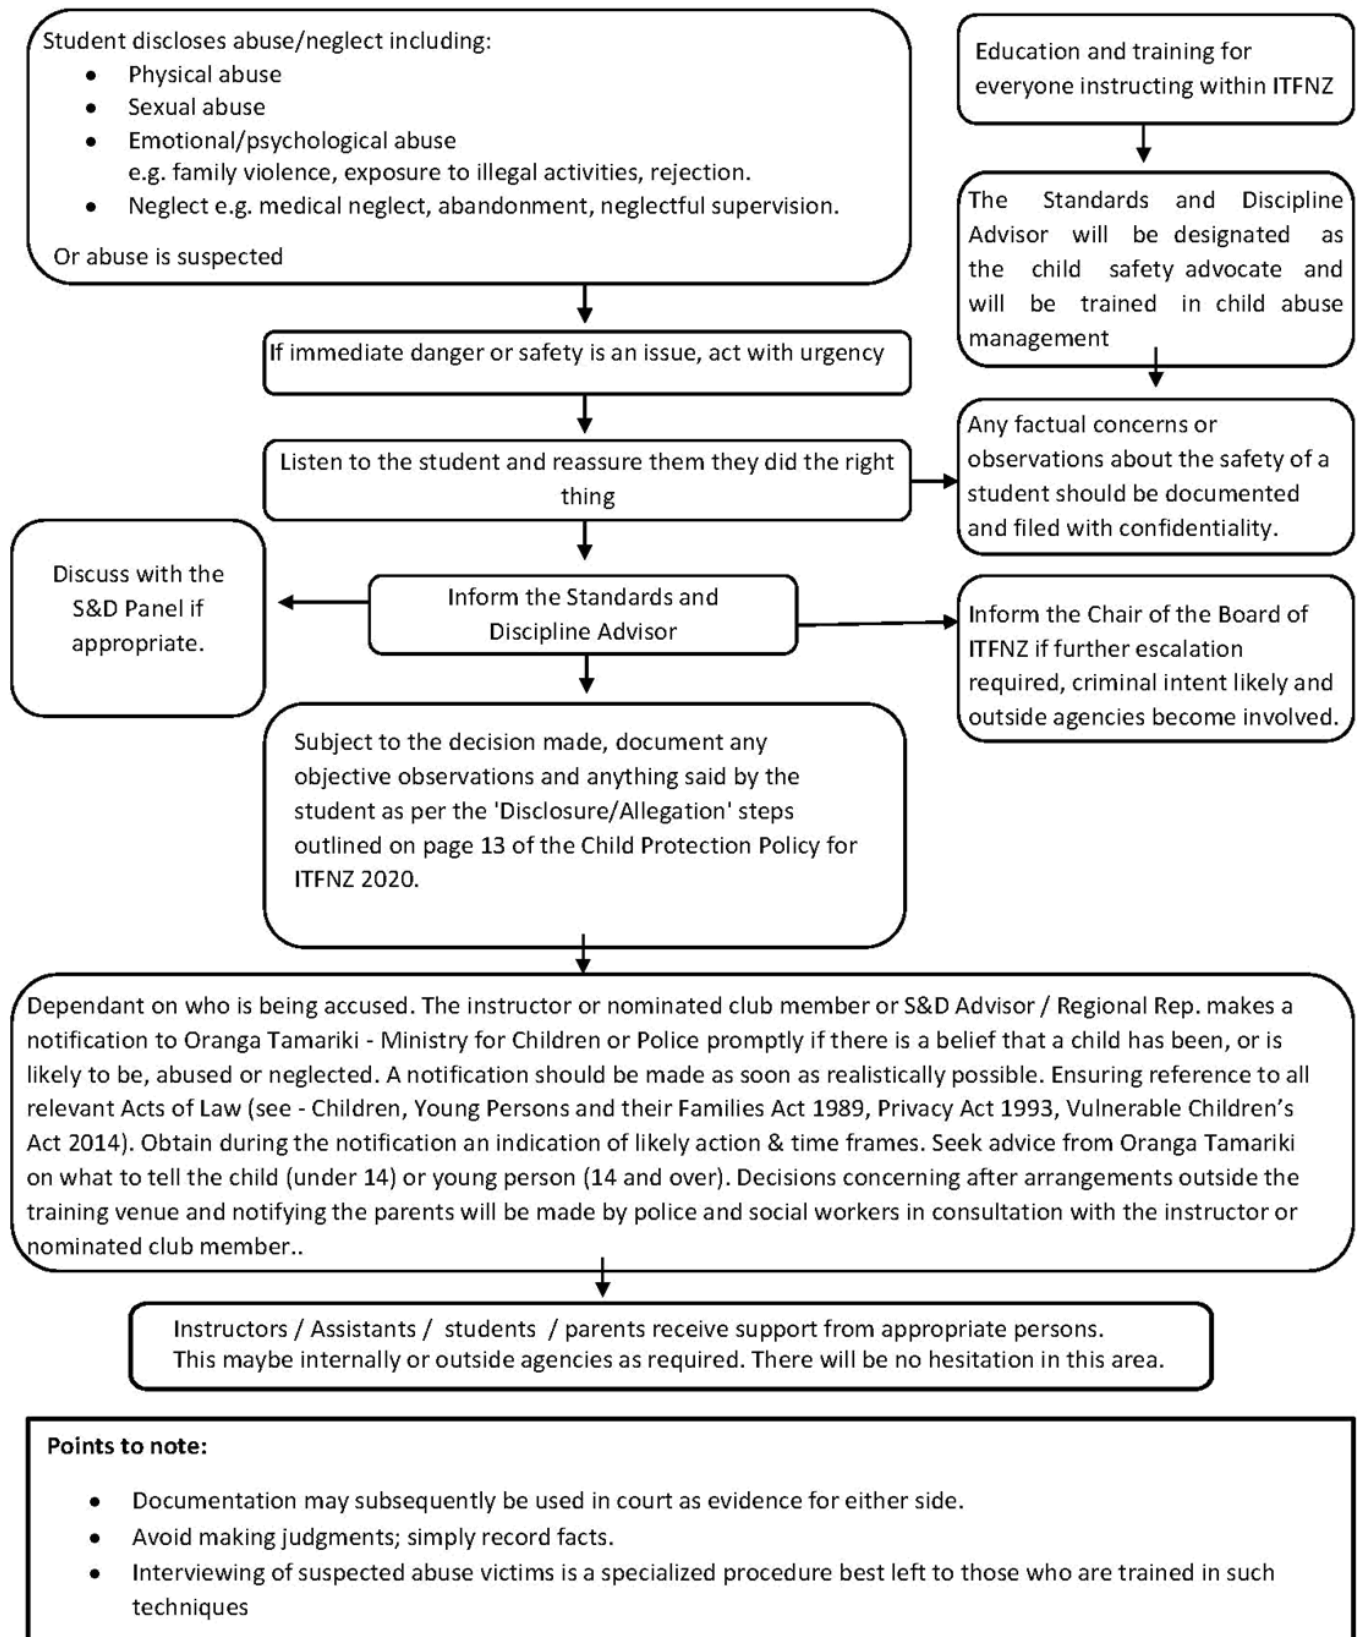 Student discloses abuse/neglect including:
• Physical abuse
• Sexual abuse
• Emotional/psychological abuse
e.g. family violence, exposure to illegal activities, rejection.
• Neglect e.g. medical neglect, abandonment, neglectful supervision.
Or abuse is suspected
Education and training for
everyone instructing within ITFNZ
The Standards and Discipline
Advisor will be designated as
the child safety advocate and
will be trained in child abuse
management
If immediate danger or safety is an issue, act with urgency
Listen to the student and reassure them they did the right
thing
Any factual concerns or
observations about the safety of a
student should be documented
and filed with confidentiality.
Discuss with the
S&D Panel if
appropriate.
Inform the Standards and
Discipline Advisor
Inform the Chair of the Board of
ITFNZ if further escalation
required, criminal intent likely and
outside agencies become involved.
Subject to the decision made, document any
objective observations and anything said by the
student as per the 'Disclosure/Allegation' steps
outlined on page 13 of the Child Protection Policy for
ITFNZ 2020.
Dependant on who is being accused. The instructor or nominated club member or S&D Advisor / Regional Rep. makes a
notification to Oranga Tamariki - Ministry for Children or Police promptly if there is a belief that a child has been, or is
likely to be, abused or neglected. A notification should be made as soon as realistically possible. Ensuring reference to all
relevant Acts of Law (see - Children, Young Persons and their Families Act 1989, Privacy Act 1993, Vulnerable Children’s
Act 2014). Obtain during the notification an indication of likely action & time frames. Seek advice from Oranga Tamariki
on what to tell the child (under 14) or young person (14 and over). Decisions concerning after arrangements outside the
training venue and notifying the parents will be made by police and social workers in consultation with the instructor or
nominated club member..
Instructors / Assistants / students / parents receive support from appropriate persons.
This maybe internally or outside agencies as required. There will be no hesitation in this area.
Points to note:
• Documentation may subsequently be used in court as evidence for either side.
• Avoid making judgments; simply record facts.
• Interviewing of suspected abuse victims is a specialized procedure best left to those who are trained in such
techniques